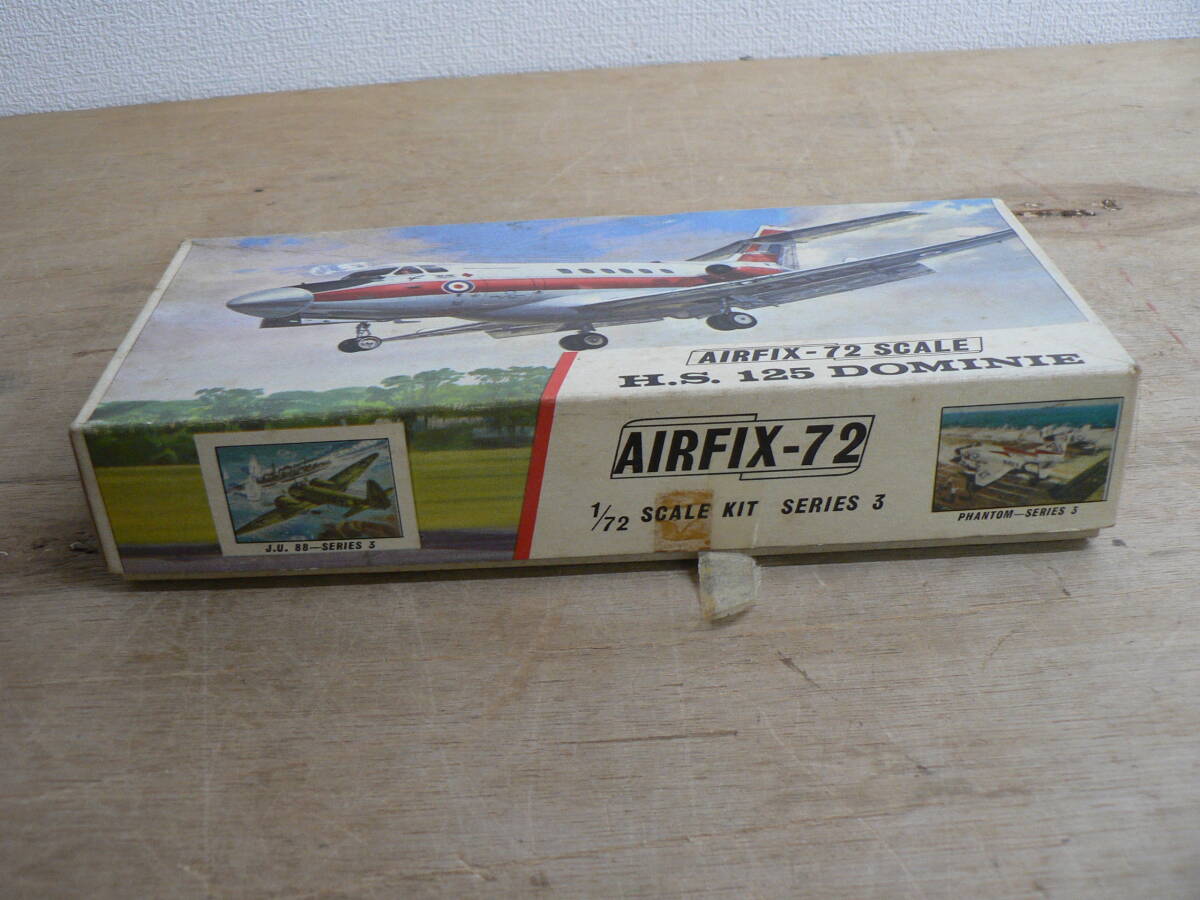 AIRFIX-72 SCALE
H.S. 125 DOMINIE
AIRFIX-72
1/72 SCALE KIT SERIES 3
J.U. 88—SERIES 3
PHANTOM—SERIES 3